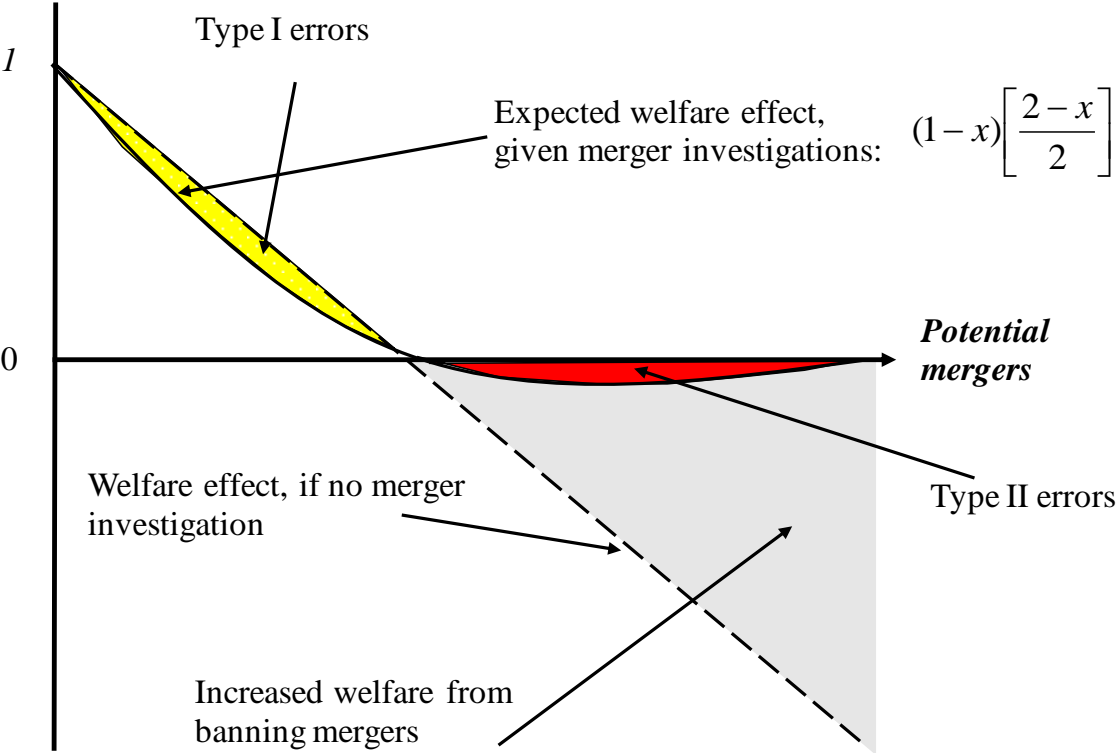 Type I errors
1
Expected welfare effect,
given merger investigations:
(1 − x)[(2 − x)/2]
Potential
mergers
0
Welfare effect, if no merger
investigation
Type II errors
Increased welfare from
banning mergers